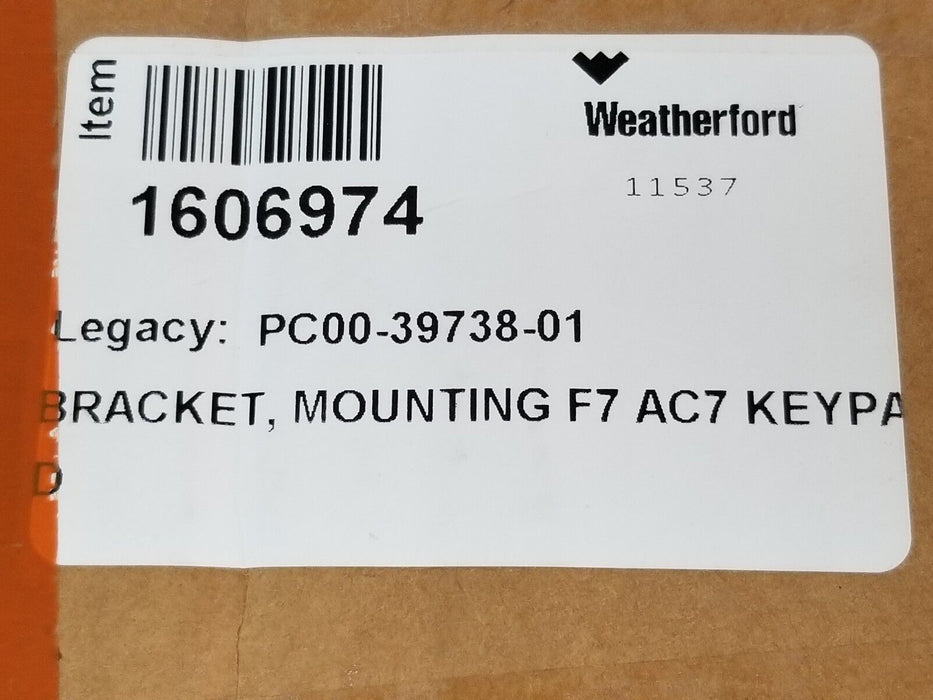 Item
1606974
Weatherford
11537
Legacy: PC00-39738-01
BRACKET, MOUNTING F7 AC7 KEYPA
D